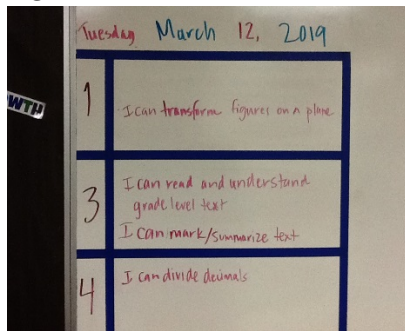 Tuesday March 12, 2019
WTH
1
I can transform figures on a plane
3
I can read and understand
grade level text
I can mark/summarize text
4
I can divide decimals